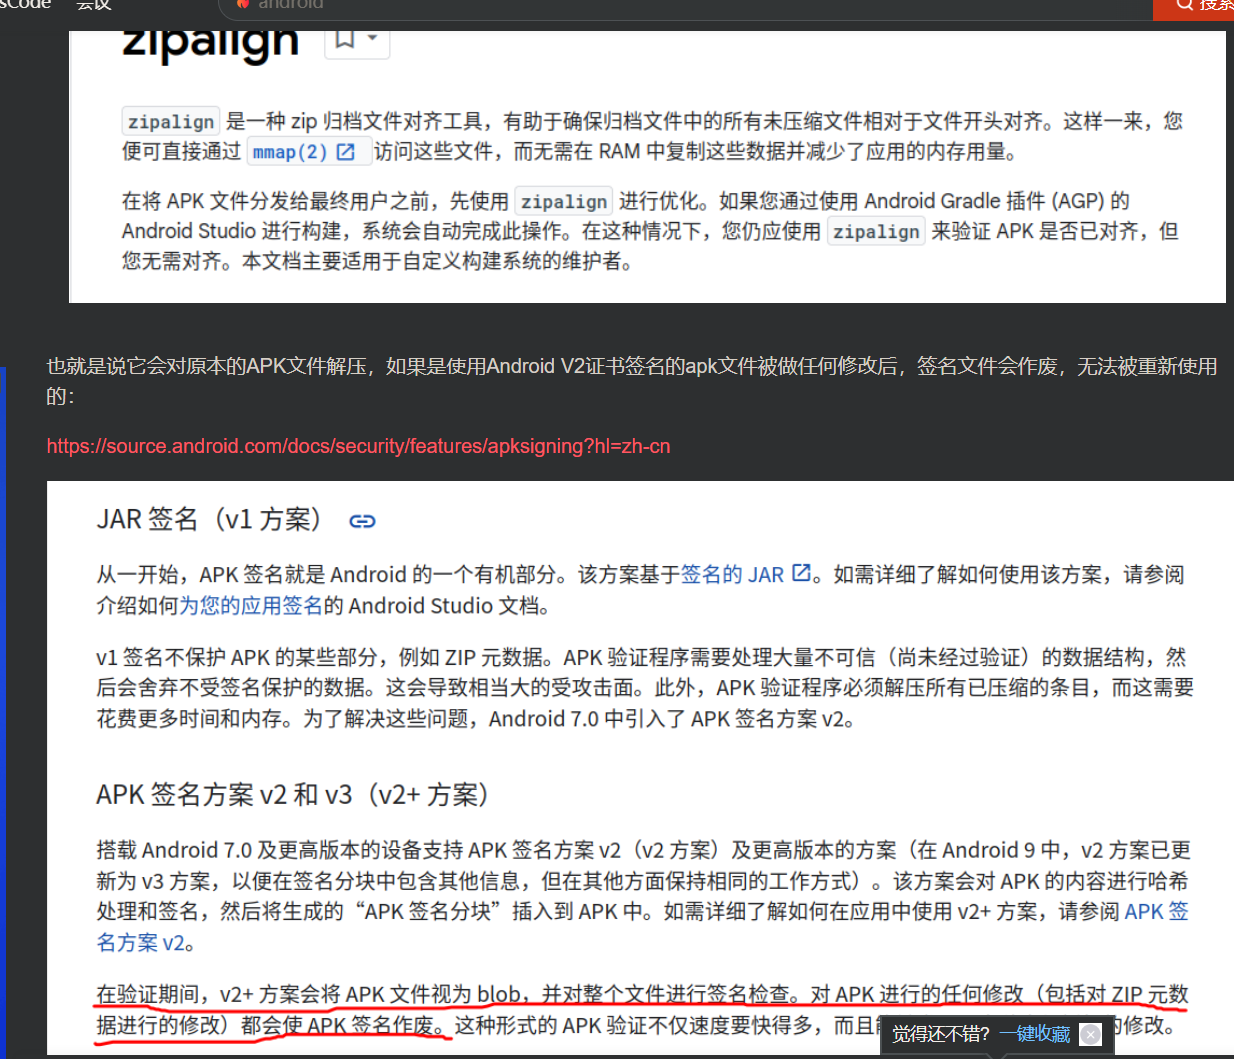 sCode 会议 android 搜索
zipalign
zipalign 是一种 zip 归档文件对齐工具，有助于确保归档文件中的所有未压缩文件相对于文件开头对齐。这样一来，您
便可直接通过 mmap(2) 访问这些文件，而无需在 RAM 中复制这些数据并减少了应用的内存用量。
在将 APK 文件分发给最终用户之前，先使用 zipalign 进行优化。如果您通过使用 Android Gradle 插件 (AGP) 的
Android Studio 进行构建，系统会自动完成此操作。在这种情况下，您仍应使用 zipalign 来验证 APK 是否已对齐，但
您无需对齐。本文档主要适用于自定义构建系统的维护者。
也就是说它会对原本的APK文件解压，如果是使用Android V2证书签名的apk文件被做任何修改后，签名文件会作废，无法被重新使用
的：
https://source.android.com/docs/security/features/apksigning?hl=zh-cn
JAR 签名（v1 方案）
从一开始，APK 签名就是 Android 的一个有机部分。该方案基于签名的 JAR 。如需详细了解如何使用该方案，请参阅
介绍如何为您的应用签名的 Android Studio 文档。
v1 签名不保护 APK 的某些部分，例如 ZIP 元数据。APK 验证程序需要处理大量不可信（尚未经过验证）的数据结构，然
后会舍弃不受签名保护的数据。这会导致相当大的受攻击面。此外，APK 验证程序必须解压所有已压缩的条目，而这需要
花费更多时间和内存。为了解决这些问题，Android 7.0 中引入了 APK 签名方案 v2。
APK 签名方案 v2 和 v3（v2+ 方案）
搭载 Android 7.0 及更高版本的设备支持 APK 签名方案 v2（v2 方案）及更高版本的方案（在 Android 9 中，v2 方案已更
新为 v3 方案，以便在签名分块中包含其他信息，但在其他方面保持相同的工作方式）。该方案会对 APK 的内容进行哈希
处理和签名，然后将生成的“APK 签名分块”插入到 APK 中。如需详细了解如何在应用中使用 v2+ 方案，请参阅 APK 签
名方案 v2。
在验证期间，v2+ 方案会将 APK 文件视为 blob，并对整个文件进行签名检查。对 APK 进行的任何修改（包括对 ZIP 元数
据进行的修改）都会使 APK 签名作废。这种形式的 APK 验证不仅速度要快得多，而且 的修改。
觉得还不错? 一键收藏